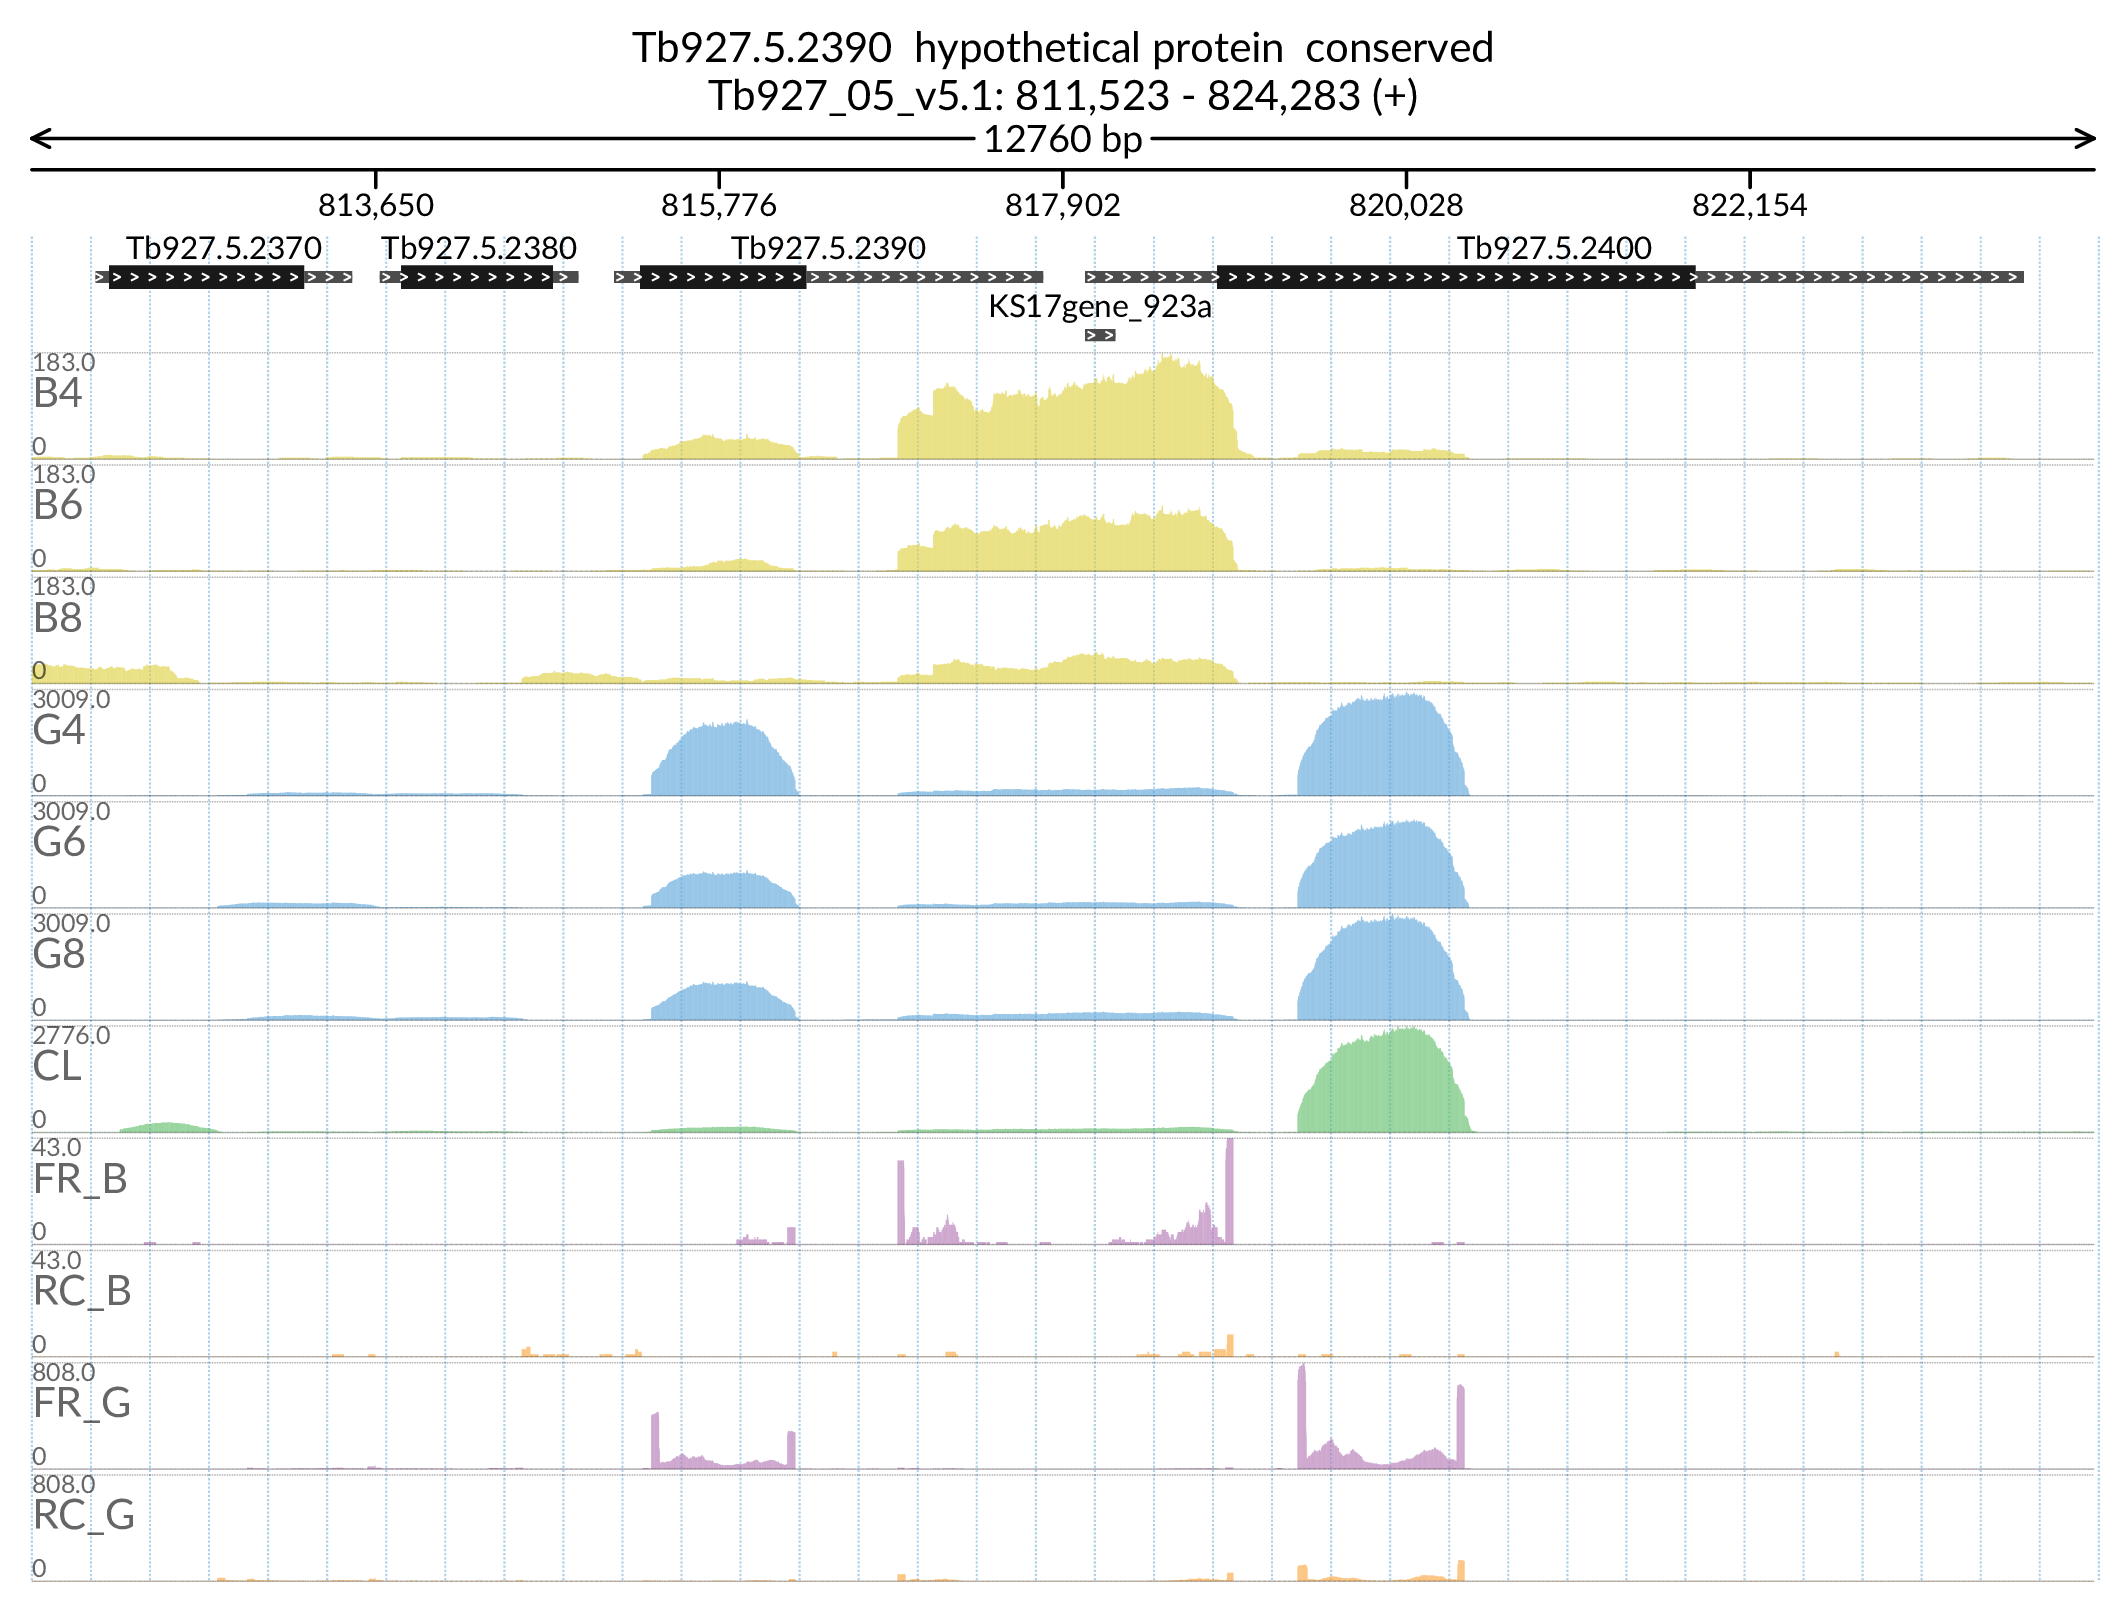 Tb927.5.2390  hypothetical protein  conserved
Tb927_05_v5.1: 811,523 - 824,283 (+)
12760 bp
813,650 815,776 817,902 820,028 822,154
Tb927.5.2370 Tb927.5.2380 Tb927.5.2390 Tb927.5.2400
KS17gene_923a
183.0
B4
0
183.0
B6
0
183.0
B8
0
3009.0
G4
0
3009.0
G6
0
3009.0
G8
0
2776.0
CL
0
43.0
FR_B
0
43.0
RC_B
0
808.0
FR_G
0
808.0
RC_G
0